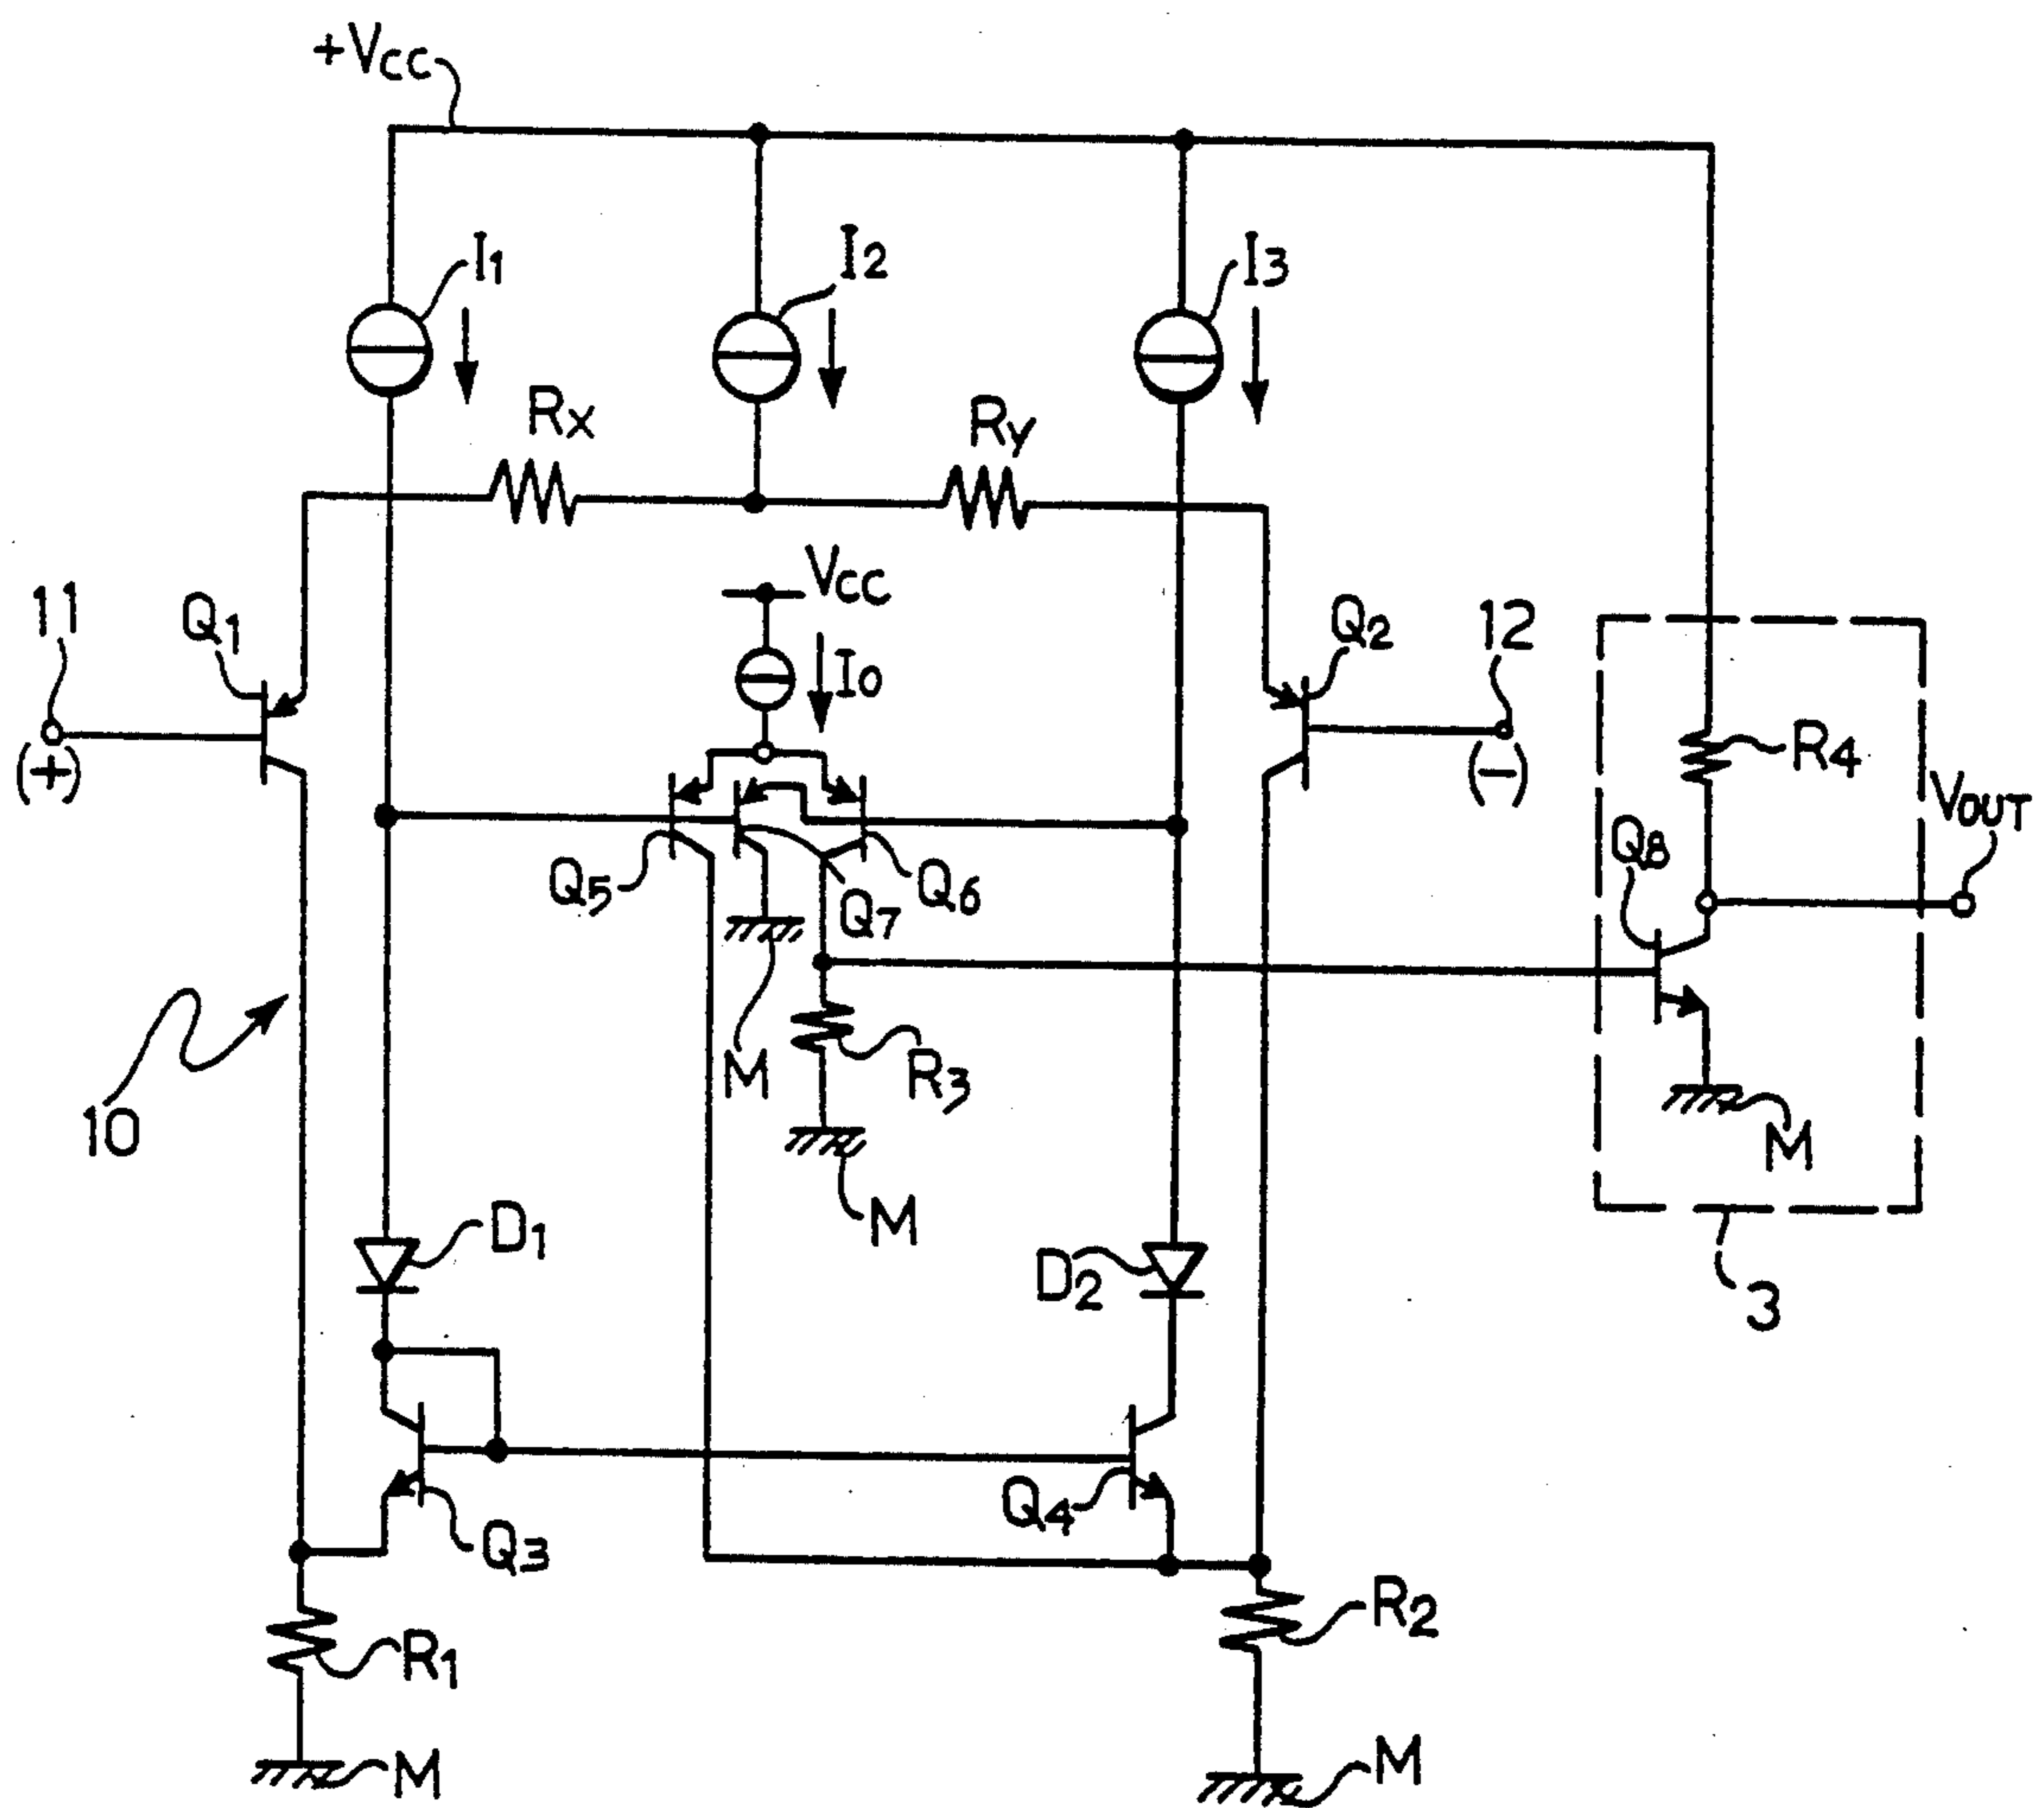 +Vcc
I1
I2
I3
Rx
Ry
Vcc
11
Q1
I0
Q2
12
(+)
(-)
R4
VOUT
Q8
Q5
Q7
Q6
M
R3
10
M
M
D1
D2
3
Q4
Q3
R1
R2
M
M